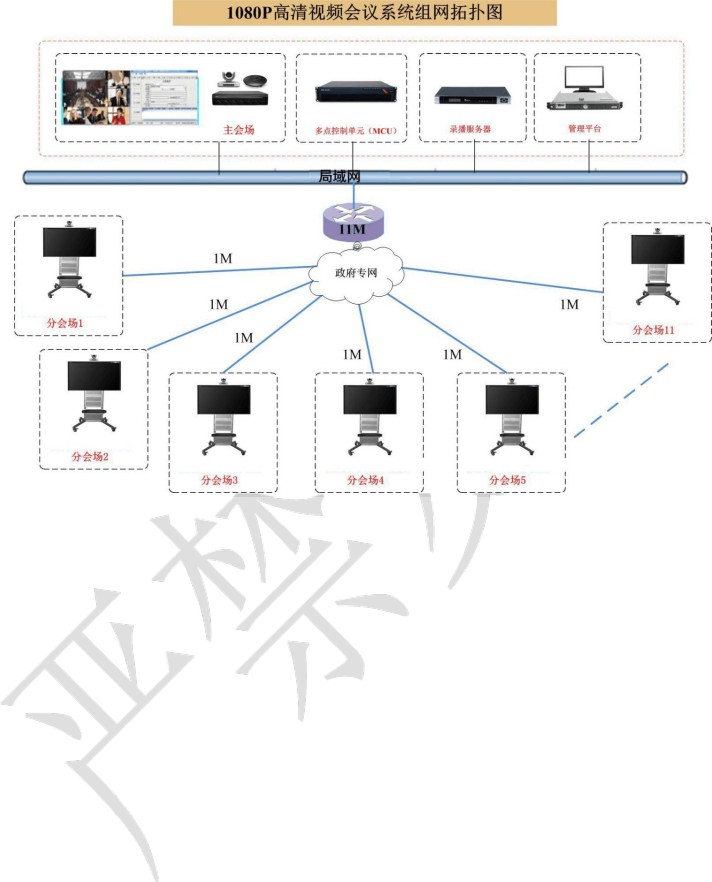 1080P高清视频会议系统组网拓扑图
主会场
多点控制单元（MCU）
录播服务器
管理平台
局域网
11M
政府专网
1M
1M
1M
1M
1M
1M
分会场1
分会场2
分会场3
分会场4
分会场5
分会场11
严禁